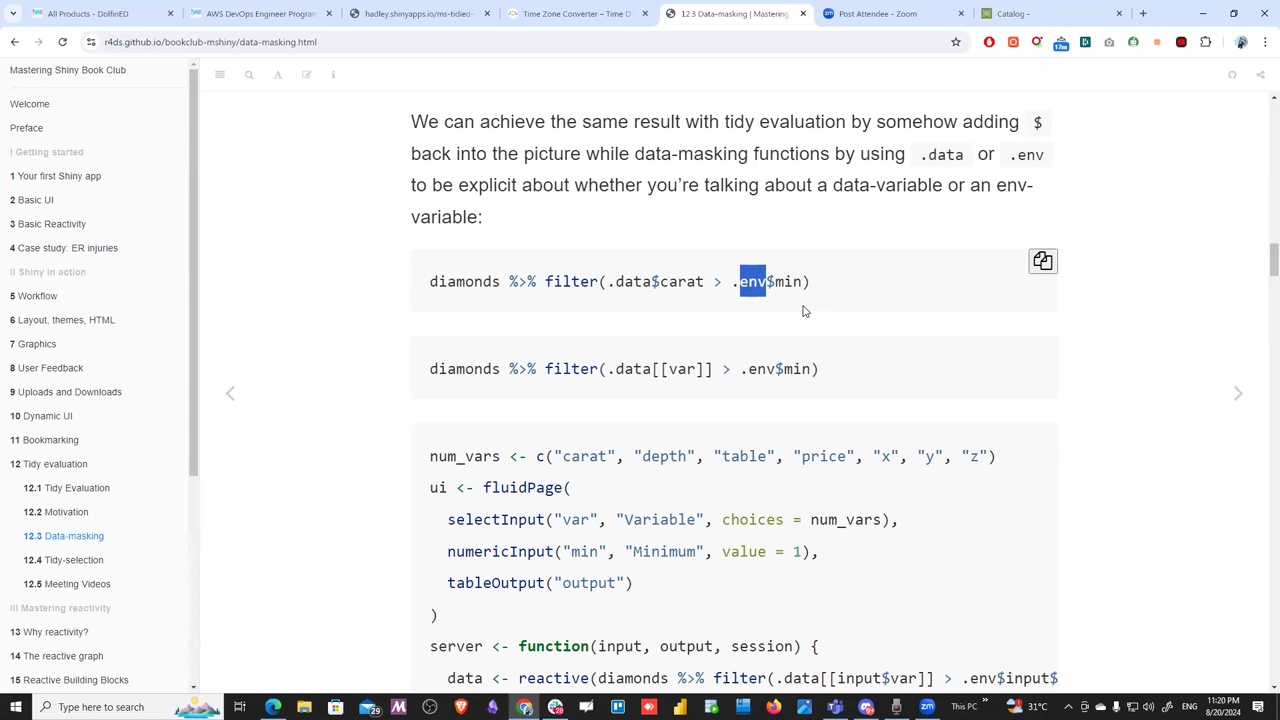 All Products - DolfinED
AWS DevOps Engineer Progra
hadley.shinyapps.io/ms-tidied-
Time Zone Converter – Time D
12.3 Data-masking | Mastering
Post Attendee - Zoom
Catalog -
r4ds.github.io/bookclub-mshiny/data-masking.html
17m
Mastering Shiny Book Club
Welcome
Preface
I Getting started
1 Your first Shiny app
2 Basic UI
3 Basic Reactivity
4 Case study: ER injuries
II Shiny in action
5 Workflow
6 Layout, themes, HTML
7 Graphics
8 User Feedback
9 Uploads and Downloads
10 Dynamic UI
11 Bookmarking
12 Tidy evaluation
12.1 Tidy Evaluation
12.2 Motivation
12.3 Data-masking
12.4 Tidy-selection
12.5 Meeting Videos
III Mastering reactivity
13 Why reactivity?
14 The reactive graph
15 Reactive Building Blocks
We can achieve the same result with tidy evaluation by somehow adding $
back into the picture while data-masking functions by using .data or .env
to be explicit about whether you're talking about a data-variable or an env-
variable:
diamonds %>% filter(.data$carat > .env$min)
diamonds %>% filter(.data[[var]] > .env$min)
num_vars <- c("carat", "depth", "table", "price", "x", "y", "z")
ui <- fluidPage(
selectInput("var", "Variable", choices = num_vars),
numericInput("min", "Minimum", value = 1),
tableOutput("output")
)
server <- function(input, output, session) {
data <- reactive(diamonds %>% filter(.data[[input$var]] > .env$input$
Type here to search
29
This PC
31°C
11:20 PM
8/20/2024